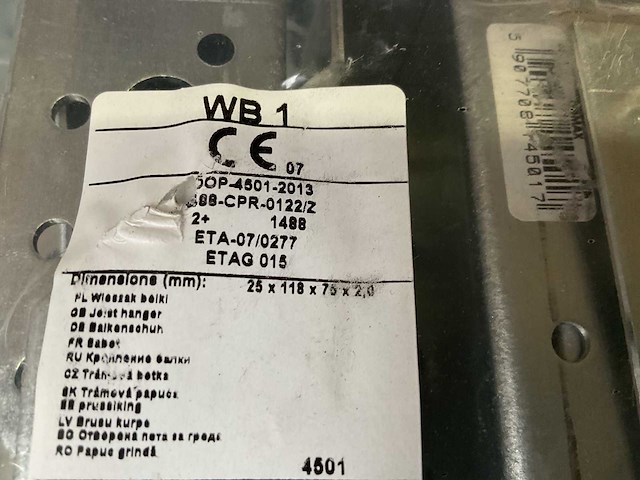 WB 1
CE 07
DOP-4501-2013
-CPR-0122/Z
2+ 1488
ETA-07/0277
ETAG 015
Dimensions (mm): 25 x 118 x 75 x 2,0
PL Wieszak belki
GB Joist hanger
DE Balkenschuh
FR Sabot
RU Крепление балки
CZ Trámová botka
SK Trámová papuča
EE prussiking
LV Brusu kurpe
BG Отворена пета за греда
RO Papuc grindă
4501